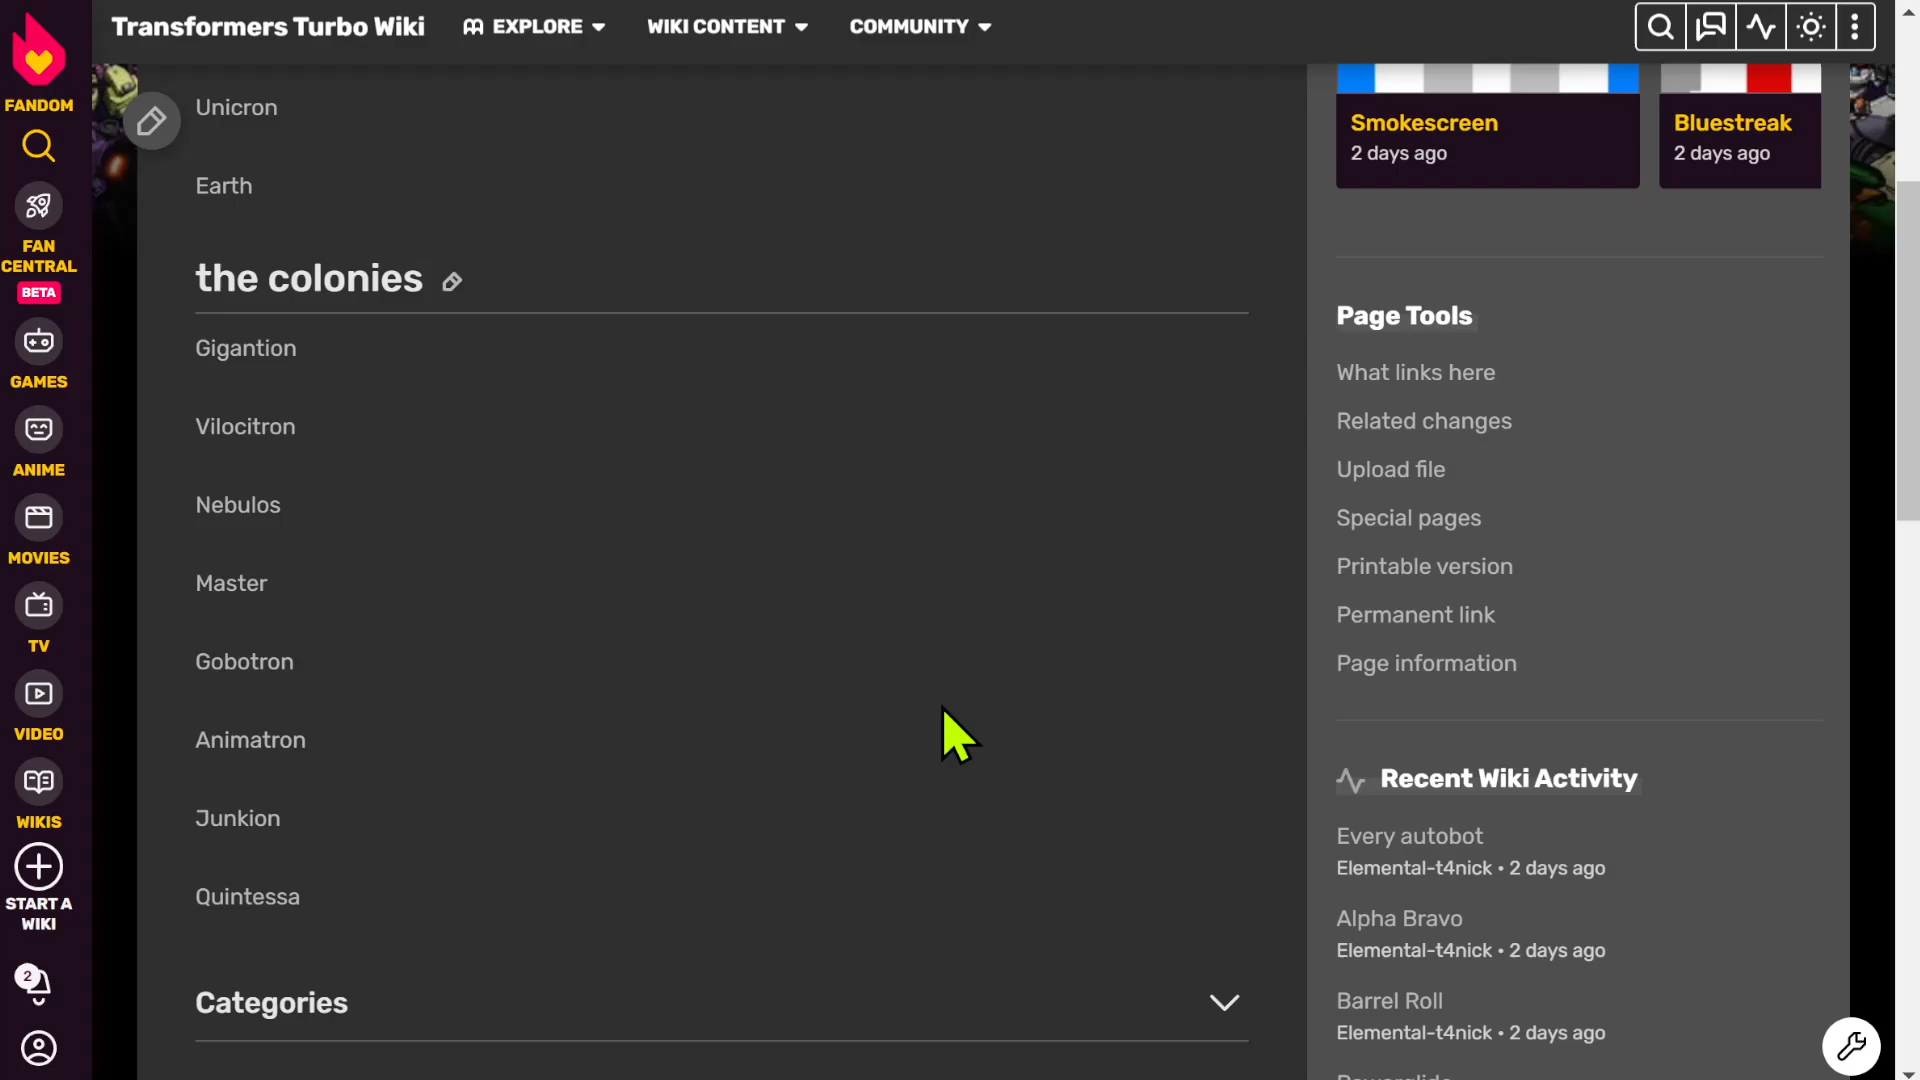 Transformers Turbo Wiki
EXPLORE
WIKI CONTENT
COMMUNITY
FANDOM
FAN
CENTRAL
BETA
GAMES
ANIME
MOVIES
TV
VIDEO
WIKIS
START A
WIKI
2
Unicron
Earth
the colonies
Gigantion
Vilocitron
Nebulos
Master
Gobotron
Animatron
Junkion
Quintessa
Categories
Smokescreen
2 days ago
Bluestreak
2 days ago
Page Tools
What links here
Related changes
Upload file
Special pages
Printable version
Permanent link
Page information
Recent Wiki Activity
Every autobot
Elemental-t4nick • 2 days ago
Alpha Bravo
Elemental-t4nick • 2 days ago
Barrel Roll
Elemental-t4nick • 2 days ago